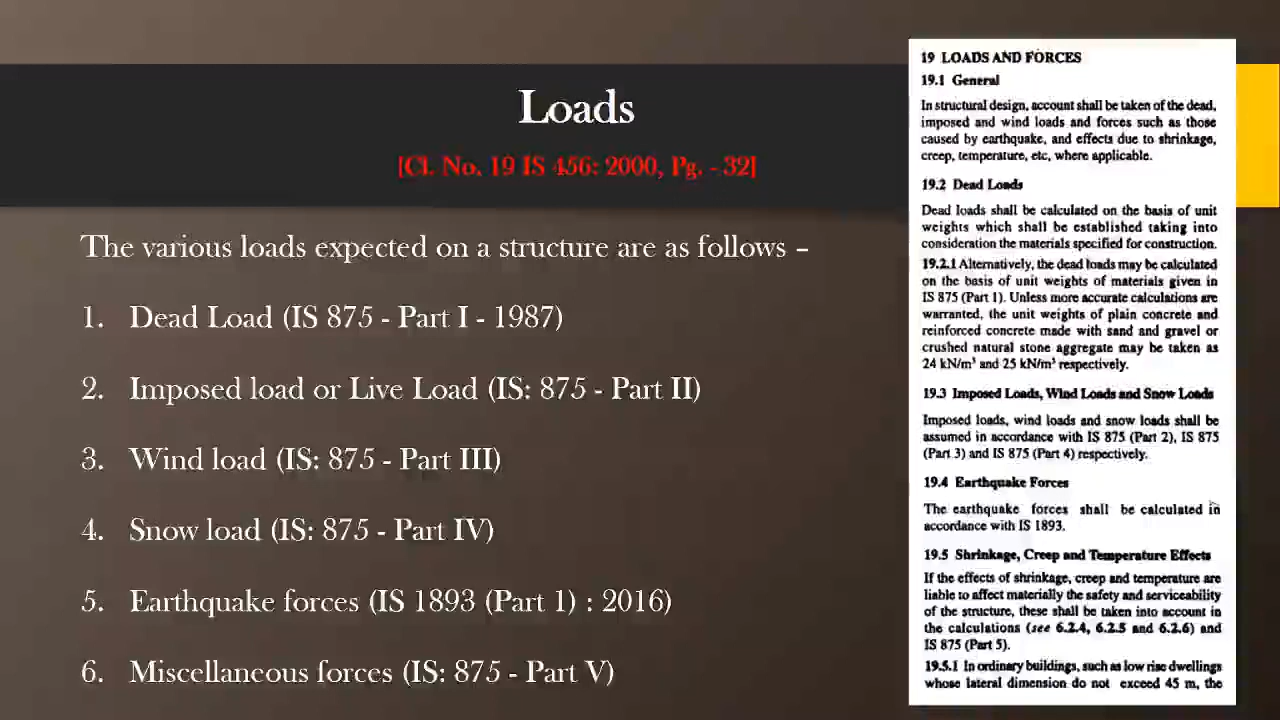 Loads
[Cl. No. 19 IS 456: 2000, Pg. - 32]
The various loads expected on a structure are as follows –
1. Dead Load (IS 875 - Part I - 1987)
2. Imposed load or Live Load (IS: 875 - Part II)
3. Wind load (IS: 875 - Part III)
4. Snow load (IS: 875 - Part IV)
5. Earthquake forces (IS 1893 (Part 1) : 2016)
6. Miscellaneous forces (IS: 875 - Part V)
19 LOADS AND FORCES
19.1 General
In structural design, account shall be taken of the dead,
imposed and wind loads and forces such as those
caused by earthquake, and effects due to shrinkage,
creep, temperature, etc, where applicable.
19.2 Dead Loads
Dead loads shall be calculated on the basis of unit
weights which shall be established taking into
consideration the materials specified for construction.
19.2.1 Alternatively, the dead loads may be calculated
on the basis of unit weights of materials given in
IS 875 (Part 1). Unless more accurate calculations are
warranted, the unit weights of plain concrete and
reinforced concrete made with sand and gravel or
crushed natural stone aggregate may be taken as
24 kN/m³ and 25 kN/m³ respectively.
19.3 Imposed Loads, Wind Loads and Snow Loads
Imposed loads, wind loads and snow loads shall be
assumed in accordance with IS 875 (Part 2), IS 875
(Part 3) and IS 875 (Part 4) respectively.
19.4 Earthquake Forces
The earthquake forces shall be calculated in
accordance with IS 1893.
19.5 Shrinkage, Creep and Temperature Effects
If the effects of shrinkage, creep and temperature are
liable to affect materially the safety and serviceability
of the structure, these shall be taken into account in
the calculations (see 6.2.4, 6.2.5 and 6.2.6) and
IS 875 (Part 5).
19.5.1 In ordinary buildings, such as low rise dwellings
whose lateral dimension do not exceed 45 m, the